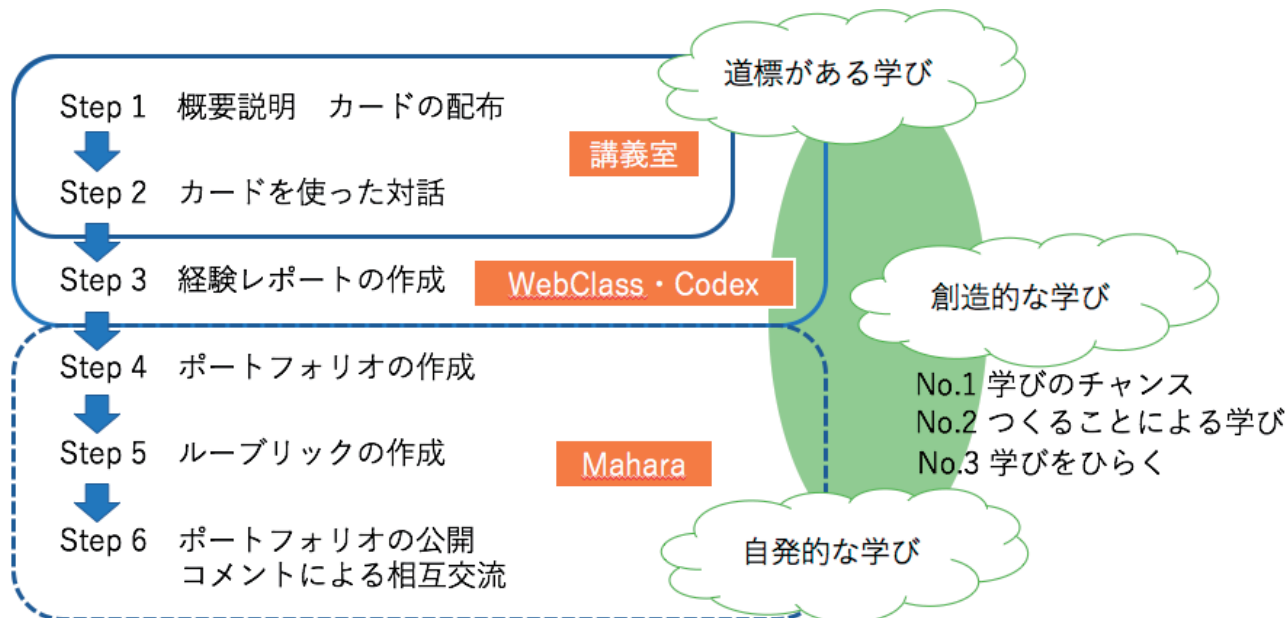 道標がある学び
Step 1 概要説明 カードの配布
講義室
Step 2 カードを使った対話
Step 3 経験レポートの作成
WebClass・Codex
創造的な学び
Step 4 ポートフォリオの作成
No.1 学びのチャンス
No.2 つくることによる学び
No.3 学びをひらく
Step 5 ルーブリックの作成
Mahara
Step 6 ポートフォリオの公開
コメントによる相互交流
自発的な学び